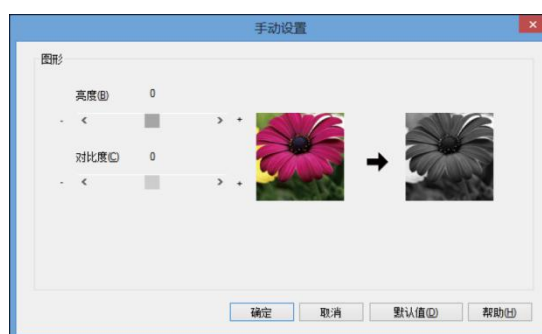 手动设置
图形
亮度(B) 0
- < > +
对比度(C) 0
- < > +
确定 取消 默认值(D) 帮助(H)